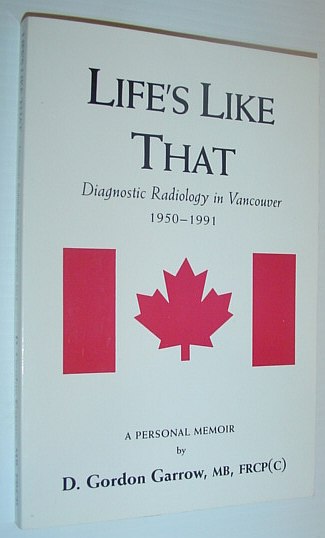 LIFE'S LIKE
THAT
Diagnostic Radiology in Vancouver
1950–1991
A PERSONAL MEMOIR
by
D. Gordon Garrow, MB, FRCP(C)